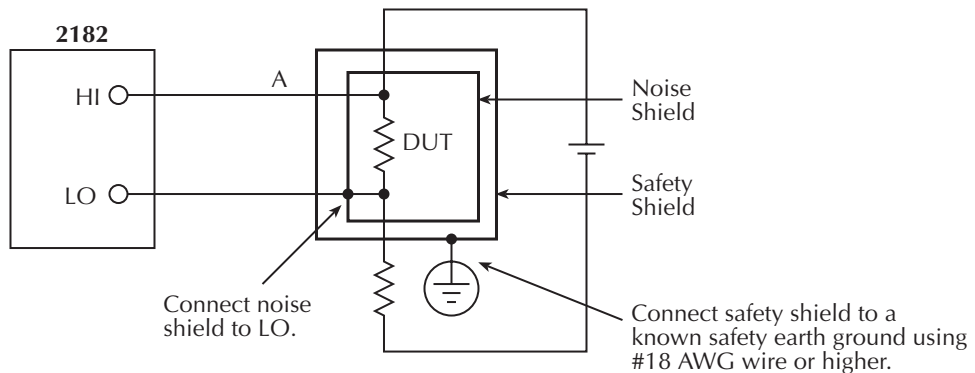 2182
A
HI
DUT
LO
Noise
Shield
Safety
Shield
Connect noise
shield to LO.
Connect safety shield to a
known safety earth ground using
#18 AWG wire or higher.